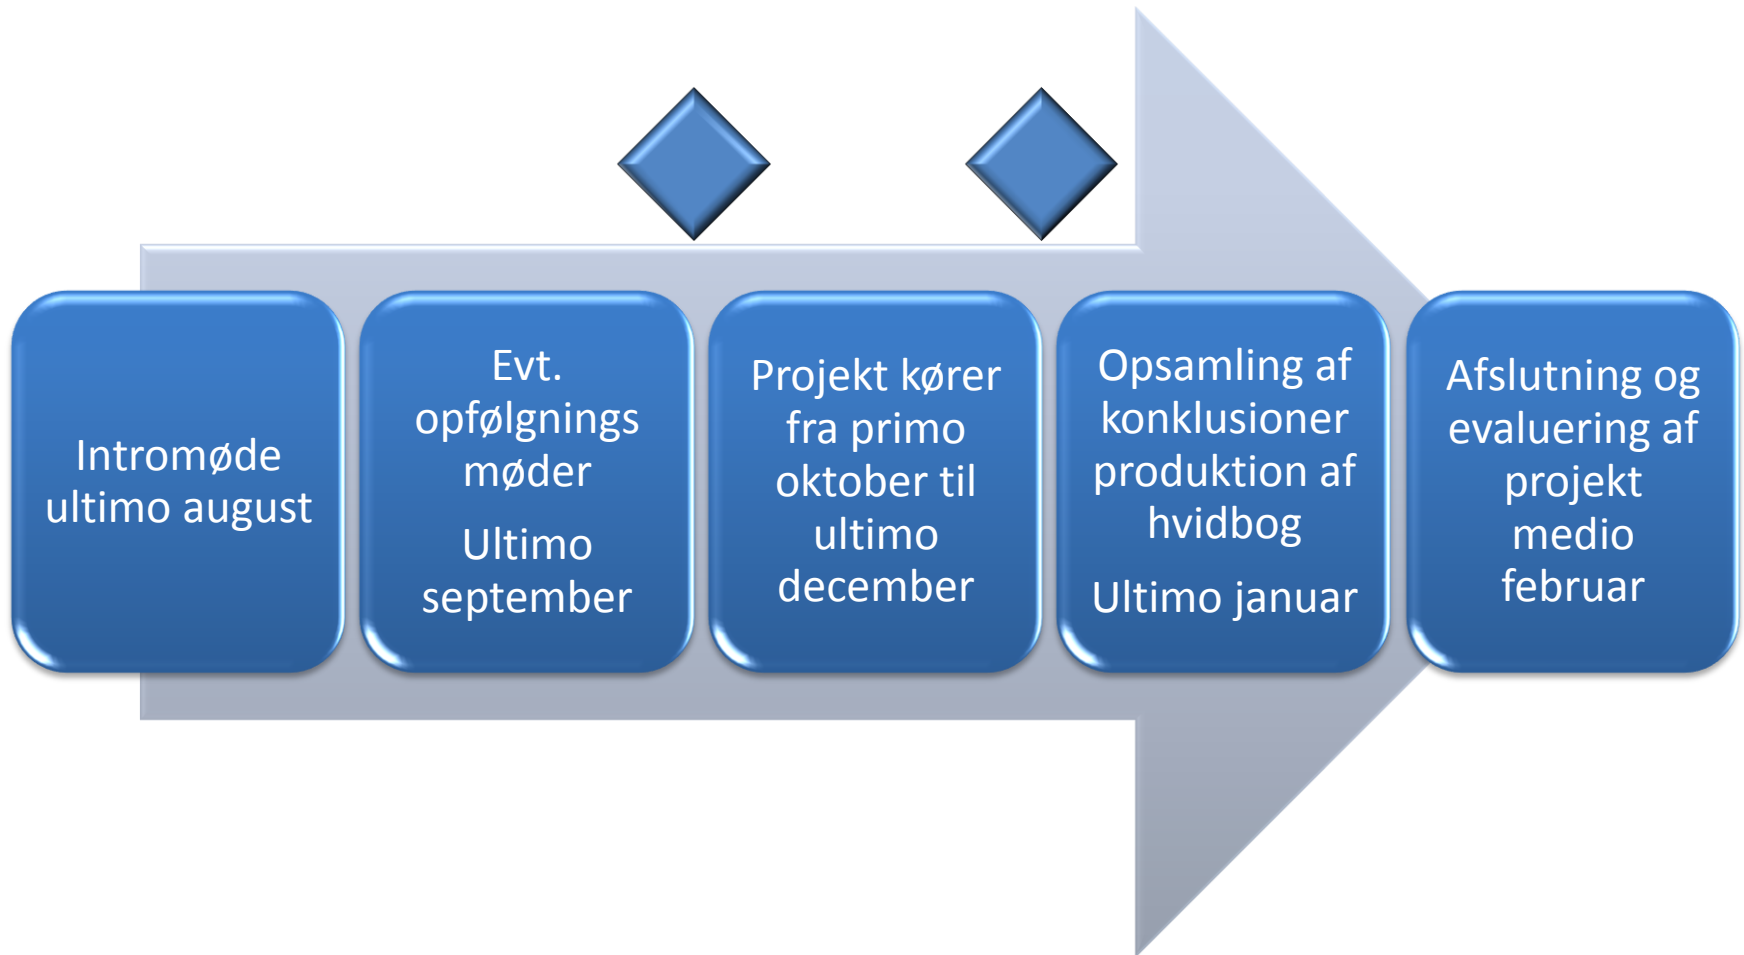 Intromøde
ultimo august
Evt.
opfølgnings
møder
Ultimo
september
Projekt kører
fra primo
oktober til
ultimo
december
Opsamling af
konklusioner
produktion af
hvidbog
Ultimo januar
Afslutning og
evaluering af
projekt
medio
februar